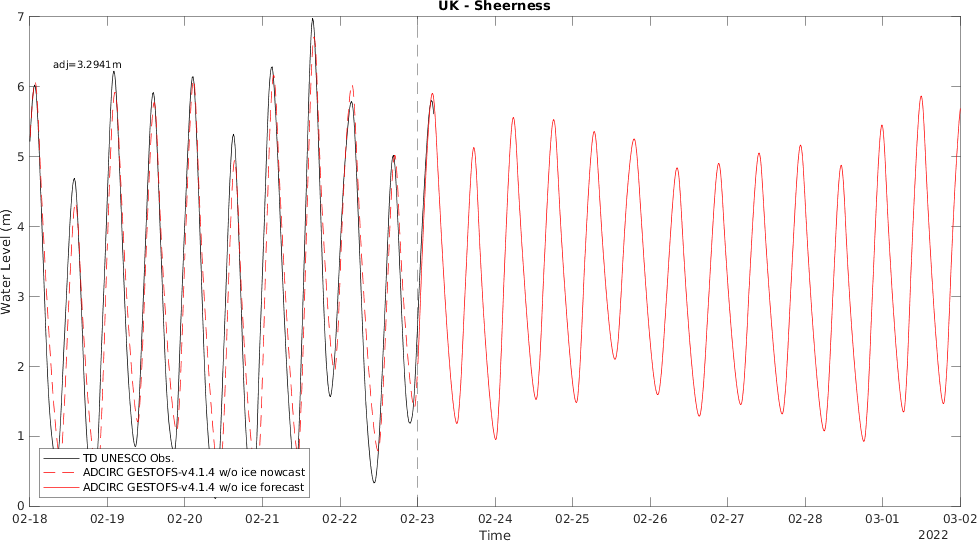 UK - Sheerness
7
adj=3.2941m
6
5
4
3
2
1
0
Water Level (m)
TD UNESCO Obs.
ADCIRC GESTOFS-v4.1.4 w/o ice nowcast
ADCIRC GESTOFS-v4.1.4 w/o ice forecast
02-18 02-19 02-20 02-21 02-22 02-23 02-24 02-25 02-26 02-27 02-28 03-01 03-02
Time
2022